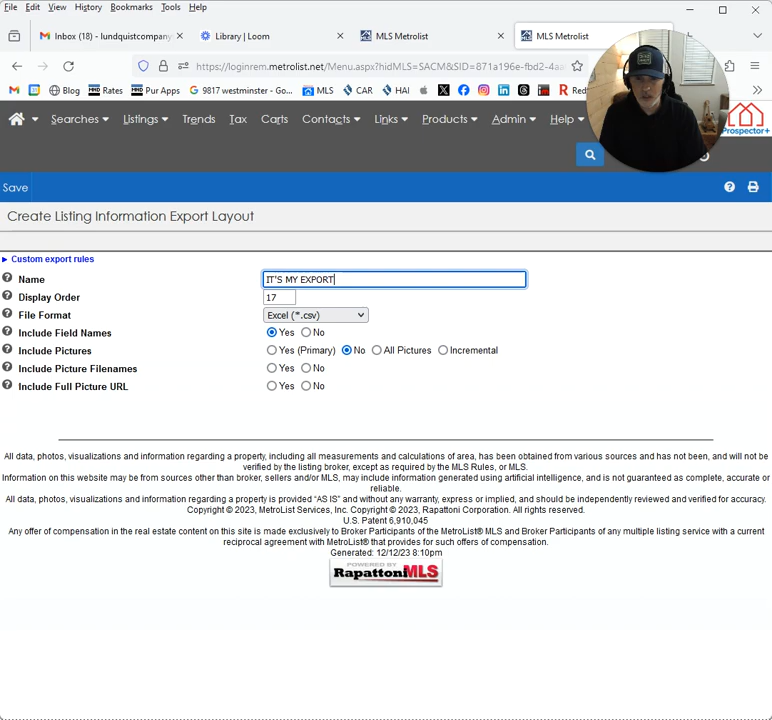 File Edit View History Bookmarks Tools Help
Inbox (18) - lundquistcompany
Library | Loom
MLS Metrolist
MLS Metrolist
https://loginrem.metrolist.net/Menu.aspx?hidMLS=SACM&SID=871a196e-fbd2-4aa
Blog Rates Pur Apps 9817 westminster - Go... MLS CAR HAI
Searches Listings Trends Tax Carts Contacts Links Products Admin Help
Prospector+
Save
Create Listing Information Export Layout
Custom export rules
Name IT'S MY EXPORT
Display Order 17
File Format Excel (*.csv)
Include Field Names Yes No
Include Pictures Yes (Primary) No All Pictures Incremental
Include Picture Filenames Yes No
Include Full Picture URL Yes No
All data, photos, visualizations and information regarding a property, including all measurements and calculations of area, has been obtained from various sources and has not been, and will not be
verified by the listing broker, except as required by the MLS Rules, or MLS.
Information on this website may be from sources other than broker, sellers and/or MLS, may include information generated using artificial intelligence, and is not guaranteed as complete, accurate or
reliable.
All data, photos, visualizations and information regarding a property is provided "AS IS" and without any warranty, express or implied, and should be independently reviewed and verified for accuracy.
Copyright © 2023, MetroList Services, Inc. Copyright © 2023, Rapattoni Corporation. All rights reserved.
U.S. Patent 6,910,045
Any offer of compensation in the real estate content on this site is made exclusively to Broker Participants of the MetroList® MLS and Broker Participants of any multiple listing service with a current
reciprocal agreement with MetroList® that provides for such offers of compensation.
Generated: 12/12/23 8:10pm
POWERED BY
RapattoniMLS